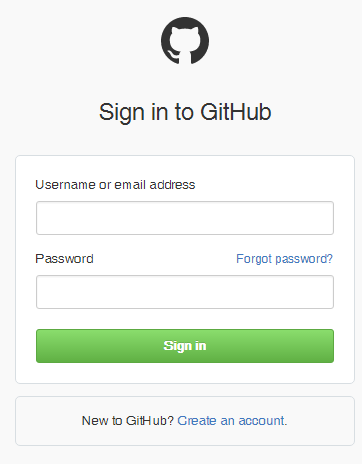 Sign in to GitHub
Username or email address
Password Forgot password?
Sign in
New to GitHub? Create an account.